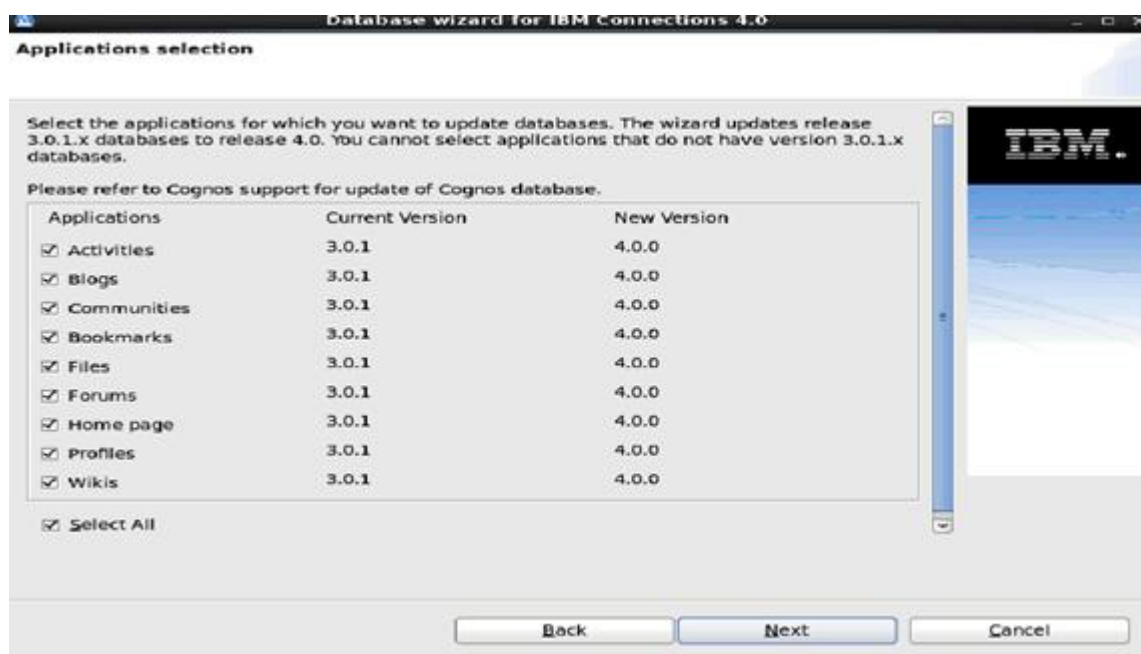 Database wizard for IBM Connections 4.0
Applications selection
Select the applications for which you want to update databases. The wizard updates release
3.0.1.x databases to release 4.0. You cannot select applications that do not have version 3.0.1.x
databases.
IBM.
Please refer to Cognos support for update of Cognos database.
Applications Current Version New Version
Activities 3.0.1 4.0.0
Blogs 3.0.1 4.0.0
Communities 3.0.1 4.0.0
Bookmarks 3.0.1 4.0.0
Files 3.0.1 4.0.0
Forums 3.0.1 4.0.0
Home page 3.0.1 4.0.0
Profiles 3.0.1 4.0.0
Wikis 3.0.1 4.0.0
Select All
Back Next Cancel